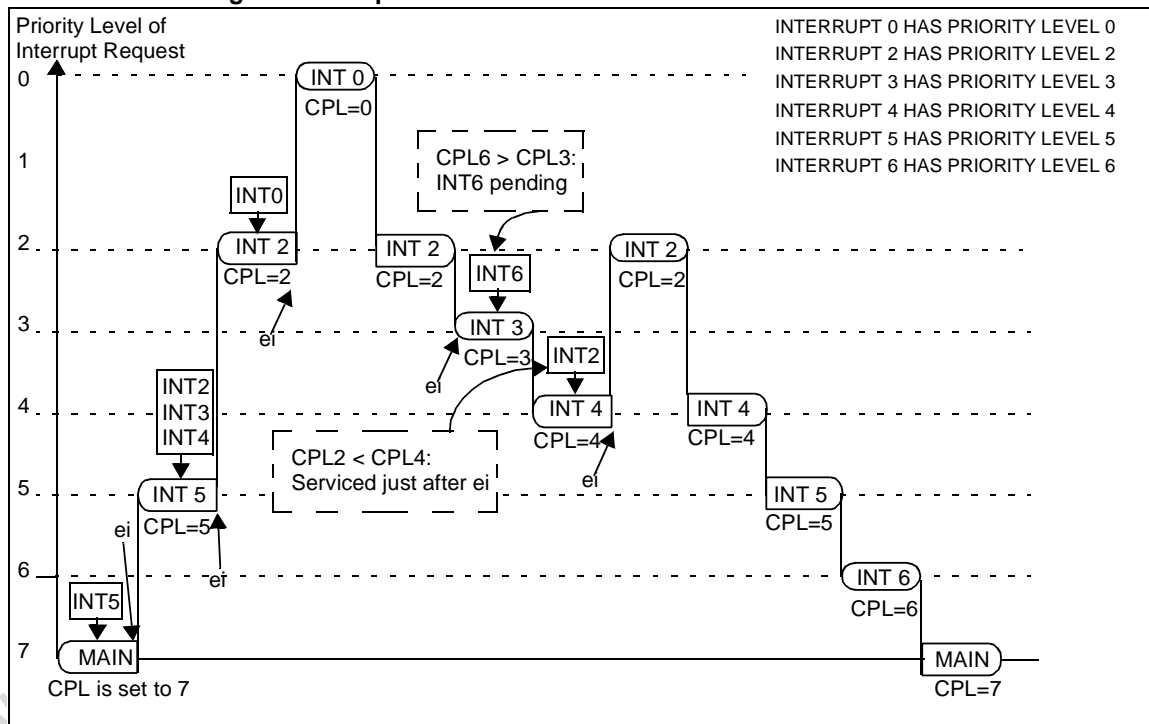 Priority Level of
Interrupt Request
INTERRUPT 0 HAS PRIORITY LEVEL 0
INTERRUPT 2 HAS PRIORITY LEVEL 2
INTERRUPT 3 HAS PRIORITY LEVEL 3
INTERRUPT 4 HAS PRIORITY LEVEL 4
INTERRUPT 5 HAS PRIORITY LEVEL 5
INTERRUPT 6 HAS PRIORITY LEVEL 6
0
INT 0
CPL=0
1
CPL6 > CPL3:
INT6 pending
INT0
2
INT 2
CPL=2
ei
INT 2
CPL=2
INT6
INT 2
CPL=2
3
INT 3
CPL=3
ei
INT2
INT2
INT3
INT4
4
INT 4
CPL=4
ei
INT 4
CPL=4
CPL2 < CPL4:
Serviced just after ei
5
INT 5
CPL=5
ei
ei
INT 5
CPL=5
6
INT5
INT 6
CPL=6
7
MAIN
CPL is set to 7
MAIN
CPL=7